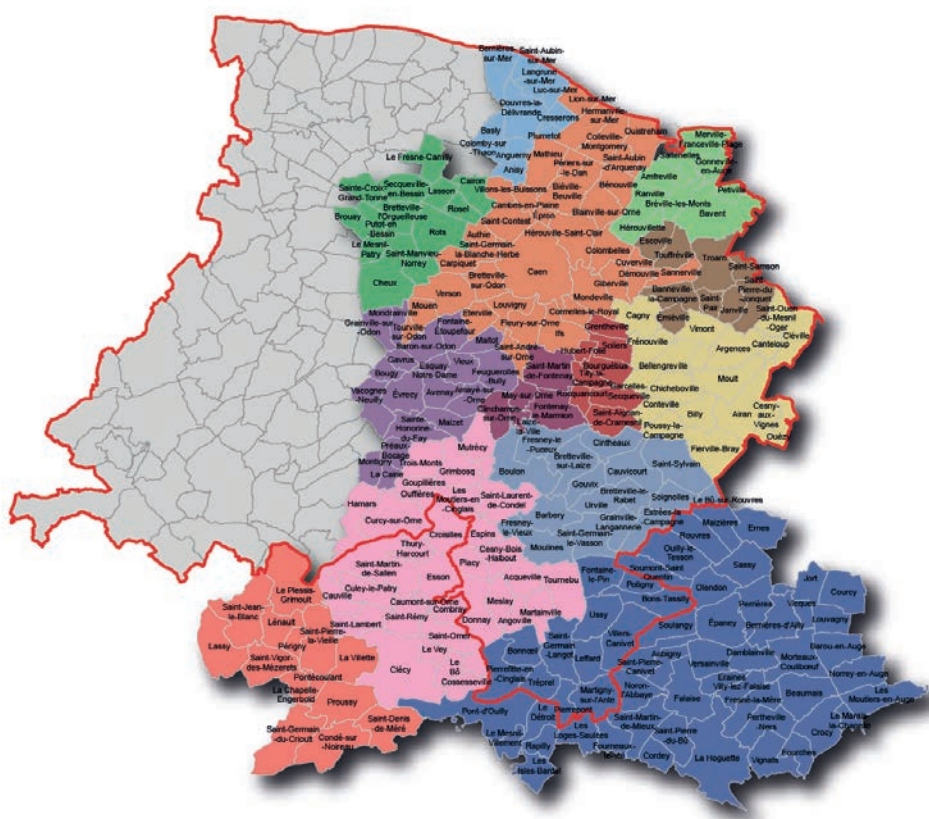 Bernières-
sur-Mer
Saint-Aubin-
sur-Mer
Langrune
-sur-Mer
Luc-sur-Mer
Douvres-la-
Délivrande
Lion-sur-Mer
Hermanville-
sur-Mer
Cresserons
Ouistreham
Plumetot
Colleville-
Montgomery
Merville-
Franceville-Plage
Sallenelles
Gonneville-
en-Auge
Basly
Colomby-sur
-Thaon
Mathieu
Anguerny
Périers-sur
-le-Dan
Saint-Aubin
-d'Arquenay
Anisy
Amfreville
Petiville
Le Fresne-Camilly
Cairon
Villons-les-Buissons
Bénouville
Ranville
Bréville-les-Monts
Bavent
Sainte-Croix-
Grand-Tonne
Secqueville-
en-Bessin
Lasson
Rosel
Cambes-en-Plaine
Biéville-
Beuville
Blainville-sur-Orne
Épron
Bretteville-
l'Orgueilleuse
Brouay
Putot-en
-Bessin
Rots
Saint-Contest
Authie
Hérouville-Saint-Clair
Hérouvillette
Escoville
Touffréville
Troarn
Le Mesnil-
Patry
Saint-Manvieu-
Norrey
Saint-Germain-
la-Blanche-Herbe
Carpiquet
Colombelles
Cuverville
Démouville
Sannerville
Saint-Samson
Cheux
Bretteville-
sur-Odon
Caen
Giberville
Banneville-
la-Campagne
Saint-
Pair
Janville
Saint-
Pierre-du
-Jonquet
Verson
Mouen
Louvigny
Mondeville
Cormelles-le-Royal
Émiéville
Saint-Ouen
-du-Mesnil
-Oger
Mondrainville
Grainville-sur
-Odon
Tourville-
sur-Odon
Fontaine-
Étoupefour
Eterville
Fleury-sur-Orne
Ifs
Grentheville
Cagny
Vimont
Cléville
Canteloup
Baron-sur-Odon
Maltot
Saint-André
-sur-Orne
Hubert-Folie
Soliers
Frénouville
Argences
Gavrus
Esquay
Notre Dame
Vieux
Feuguerolles-
Bully
Saint-Martin
-de-Fontenay
Bourguébus
Tilly-la
-Campagne
Bellengreville
Moult
Bougy
Évrecy
Avenay
Amayé-sur
-Orne
May-sur-Orne
Rocquancourt
Garcelles-
Secqueville
Chicheboville
Vacognes
-Neuilly
Maizet
Clinchamps
-sur-Orne
Fontenay
-le-Marmion
Saint-Aignan-
de-Cramesnil
Conteville
Billy
Airan
Cesny-
aux-
Vignes
Sainte-
Honorine-
du-Fay
Laize-
la-Ville
Poussy-la-
Campagne
Ouézy
Fierville-Bray
Préaux-
Bocage
Montigny
La Caine
Mutrécy
Fresney-le
-Puceux
Cintheaux
Trois-Monts
Grimbosq
Bretteville-
sur-Laize
Cauvicourt
Saint-Sylvain
Goupillières
Ouffières
Boulon
Gouvix
Hamars
Les
Moutiers-en
-Cinglais
Saint-Laurent-
de-Condel
Bretteville-le-
Rabet
Soignolles
Le Bû-sur-Rouvres
Urville
Curcy-sur-Orne
Barbery
Grainville-
Langannerie
Estrées-la
-Campagne
Fresney-
le-Vieux
Croisilles
Espins
Moulines
Saint-Germain
-le-Vasson
Rouvres
Maizières
Ernes
Thury-
Harcourt
Cesny-Bois
-Halbout
Ouilly-le-
Tesson
Saint-Martin
-de-Sallen
Placy
Fontaine-
le-Pin
Soumont-Saint
Quentin
Sassy
Esson
Acqueville
Tournebu
Potigny
Jort
Le Plessis-
Grimoult
Culey-le-Patry
Cauville
Bons-Tassilly
Olendon
Courcy
Caumont-sur-Orne
Meslay
Ussy
Perrières
Vicques
Saint-Jean-
le-Blanc
Combray
Martainville
Soulangy
Épaney
Louvagny
Lénault
Saint-Lambert
Saint-Rémy
Donnay
Angoville
Bernières-d'Ailly
Barou-en-Auge
Lassy
Saint-Pierre-
la-Vieille
Saint-Omer
Bonnœil
Saint-
Germain
-Langot
Villers-
Canivet
Aubigny
Damblainville
Morteaux-
Coulibœuf
Périgny
La Villette
Le Vey
Leffard
Versainville
Norrey-en-Auge
Saint-Vigor
-des-Mézerets
Clécy
Le
Bô
Cossesseville
Pierrefitte-en
-Cinglais
Tréprel
Saint-Pierre-
Canivet
Noron-
l'Abbaye
Eraines
Villy-lez-Falaise
Fresné-la-Mère
Beaumais
Les
Moutiers-en-Auge
Pontécoulant
Martigny-
sur-l'Ante
Falaise
La Chapelle-
Engerbold
Proussy
Pont-d'Ouilly
Le
Détroit
Pierrepont
Saint-Martin-
de-Mieux
Saint-Pierre
-du-Bû
Pertheville
-Ners
Crocy
Le Marais
-la-Chapelle
Saint-Germain
-du-Crioult
Condé-sur
-Noireau
Saint-Denis
-de-Méré
Le Mesnil-
Villement
Rapilly
Les
Loges-Saulces
Fourneaux-
le-Val
Cordey
La Hoguette
Vignats
Fourches
Les
Isles-Bardel